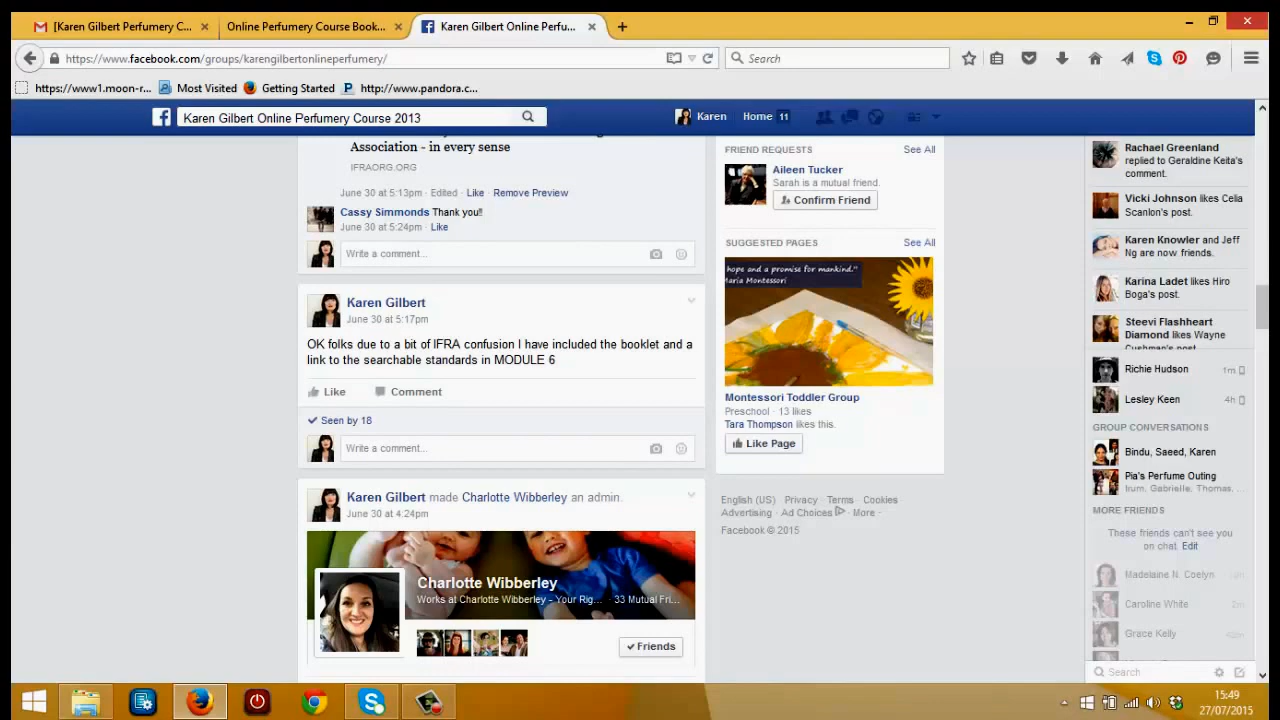 [Karen Gilbert Perfumery C...
Online Perfumery Course Book...
Karen Gilbert Online Perfu...
https://www.facebook.com/groups/karengilbertonlineperfumery/
Search
https://www1.moon-r...
Most Visited
Getting Started
http://www.pandora.c...
Karen Gilbert Online Perfumery Course 2013
Karen
Home 11
Association - in every sense
IFRAORG.ORG
June 30 at 5:13pm · Edited · Like · Remove Preview
Cassy Simmonds Thank you!!
June 30 at 5:24pm · Like
Write a comment...
Karen Gilbert
June 30 at 5:17pm
OK folks due to a bit of IFRA confusion I have included the booklet and a
link to the searchable standards in MODULE 6
Like Comment
Seen by 18
Write a comment...
Karen Gilbert made Charlotte Wibberley an admin.
June 30 at 4:24pm
Charlotte Wibberley
Works at Charlotte Wibberley - Your Rig... · 33 Mutual Fri...
Friends
FRIEND REQUESTS See All
Aileen Tucker
Sarah is a mutual friend.
Confirm Friend
SUGGESTED PAGES See All
hope and a promise for mankind."
Maria Montessori
Montessori Toddler Group
Preschool · 13 likes
Tara Thompson likes this.
Like Page
English (US) · Privacy · Terms · Cookies
Advertising · Ad Choices · More
Facebook © 2015
Rachael Greenland
replied to Geraldine Keita's
comment.
Vicki Johnson likes Celia
Scanlon's post.
Karen Knowler and Jeff
Ng are now friends.
Karina Ladet likes Hiro
Boga's post.
Steevi Flashheart
Diamond likes Wayne
Cushman's post
Richie Hudson 1m
Lesley Keen 4h
GROUP CONVERSATIONS
Bindu, Saeed, Karen
Pia's Perfume Outing
Irum, Gabrielle, Thomas, ...
MORE FRIENDS
These friends can't see you
on chat. Edit
Madelaine N. Coelyn
Caroline White 2m
Grace Kelly 42m
Search
15:49
27/07/2015